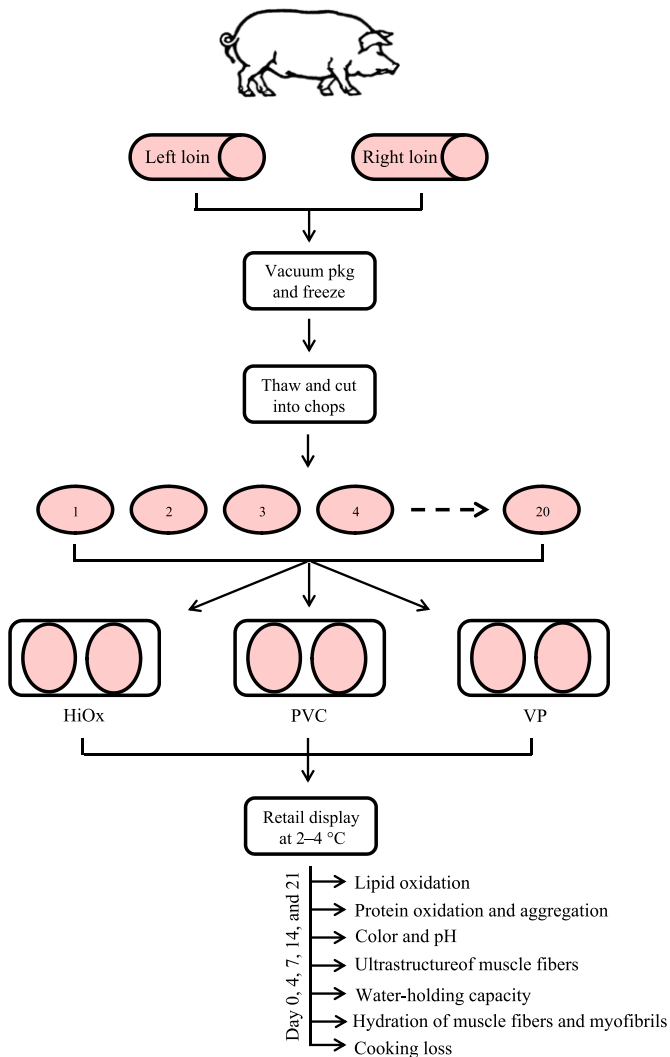 Left loin
Right loin
Vacuum pkg
and freeze
Thaw and cut
into chops
1
2
3
4
20
HiOx
PVC
VP
Retail display
at 2–4 °C
Day 0, 4, 7, 14, and 21
Lipid oxidation
Protein oxidation and aggregation
Color and pH
Ultrastructureof muscle fibers
Water-holding capacity
Hydration of muscle fibers and myofibrils
Cooking loss